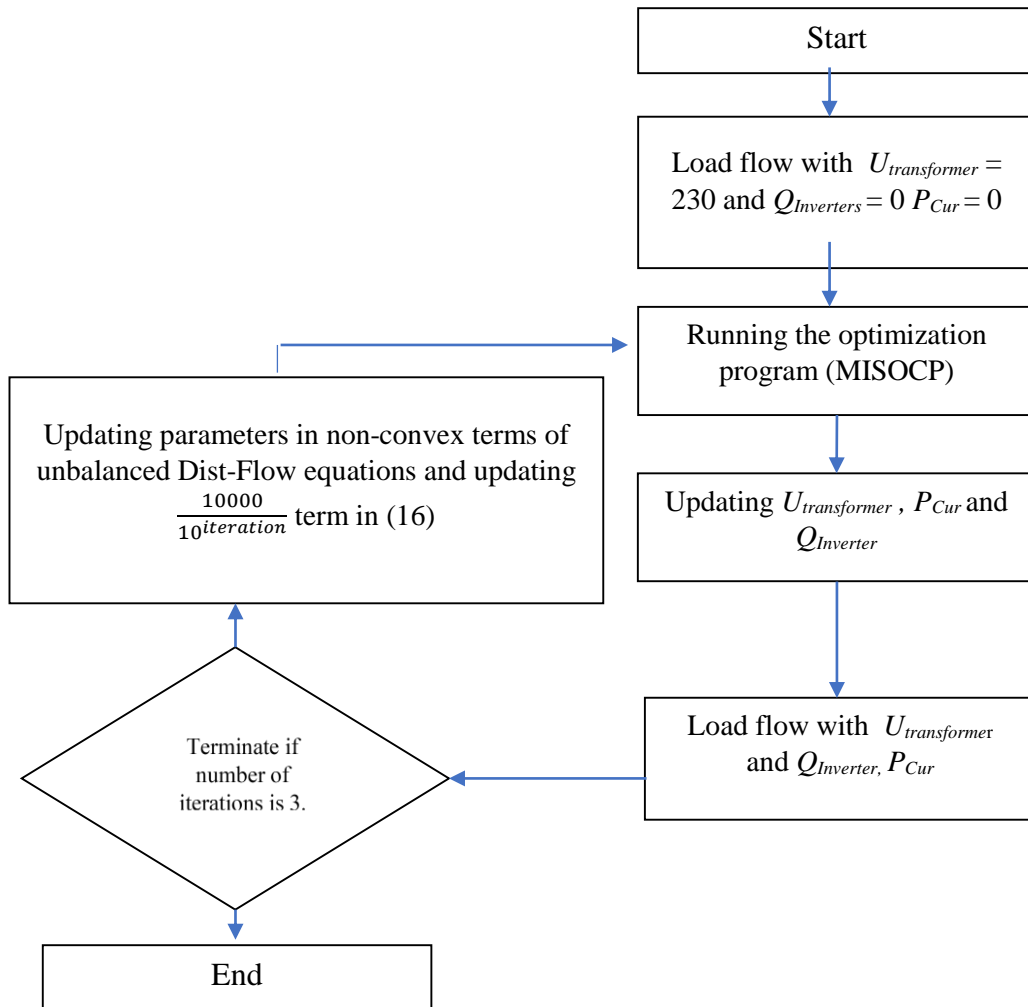 Start
Load flow with U_transformer =
230 and Q_Inverters = 0 P_Cur = 0
Running the optimization
program (MISOCP)
Updating parameters in non-convex terms of
unbalanced Dist-Flow equations and updating
10000/10^iteration term in (16)
Updating U_transformer , P_Cur and
Q_Inverter
Load flow with U_transformer
and Q_Inverter, P_Cur
Terminate if
number of
iterations is 3.
End